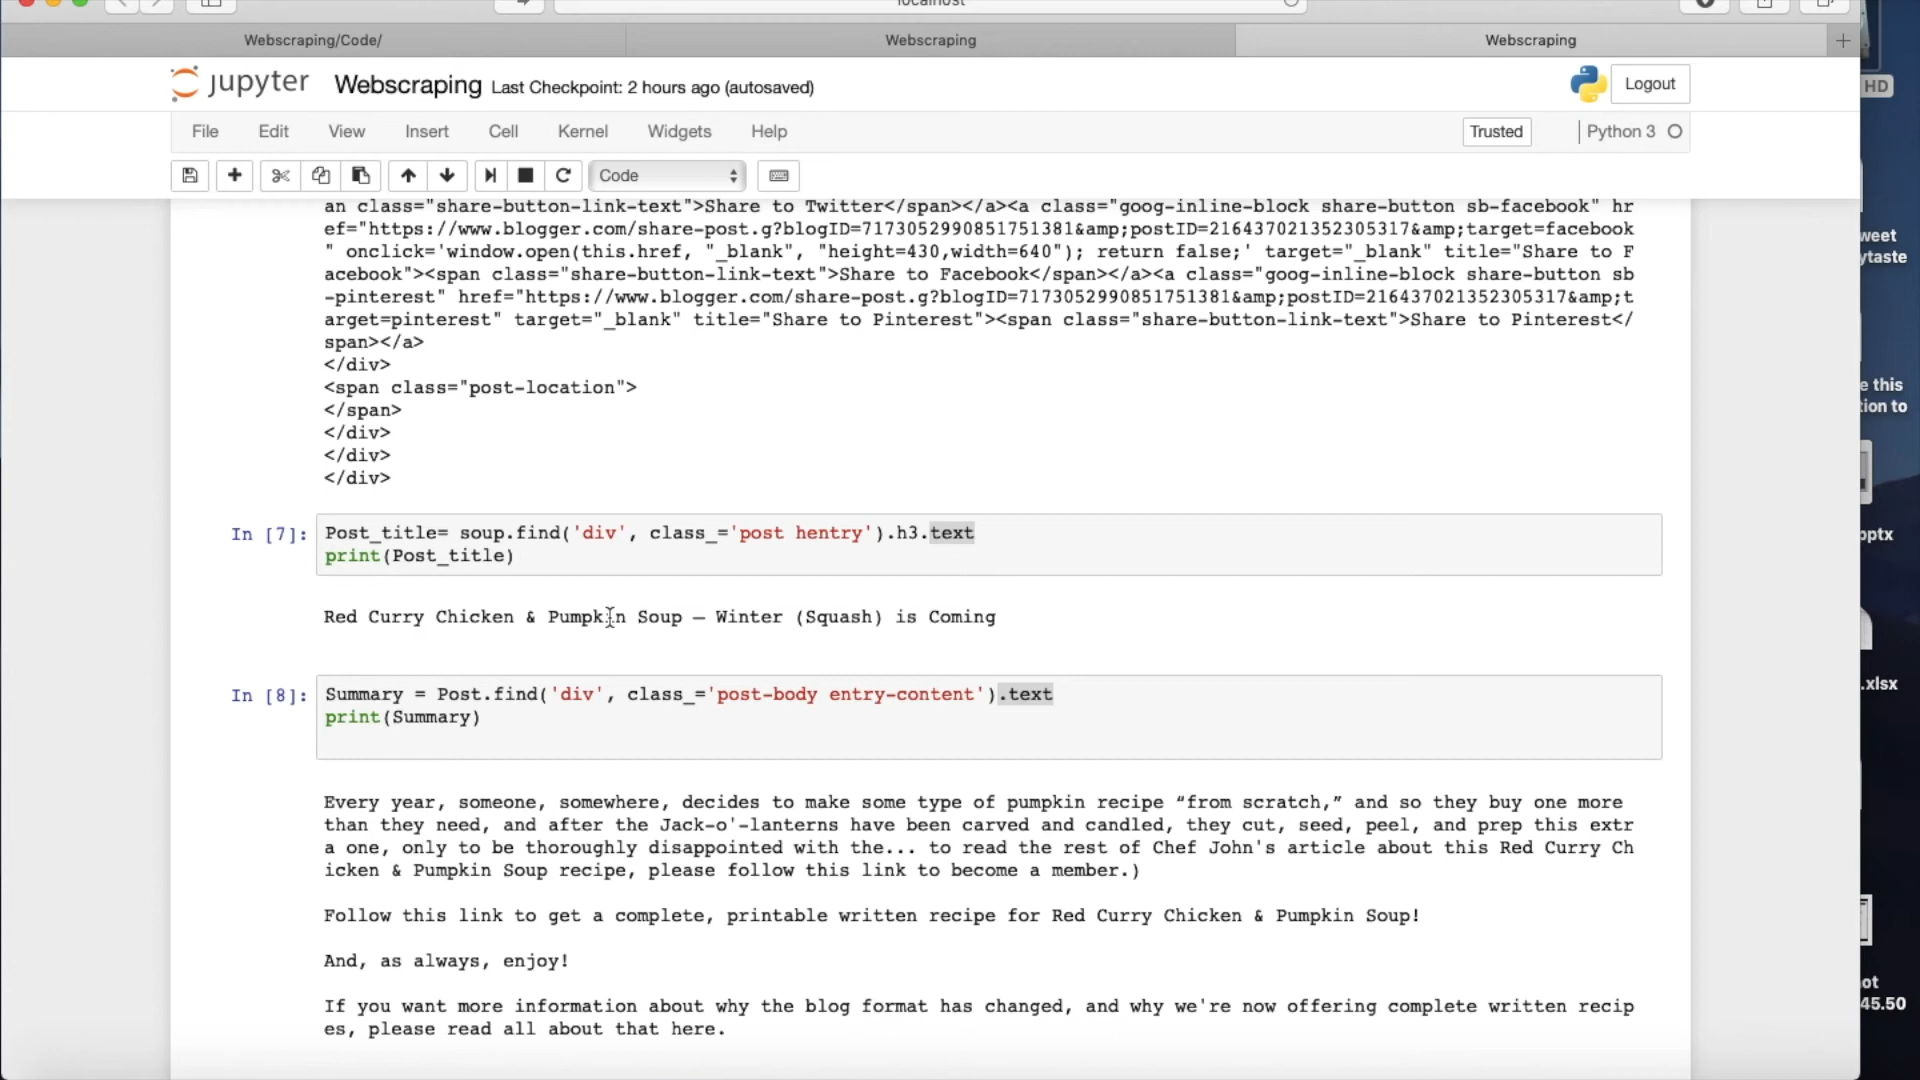 localhost
Webscraping/Code/
Webscraping
Webscraping
+
jupyter Webscraping Last Checkpoint: 2 hours ago (autosaved)
Logout
HD
File Edit View Insert Cell Kernel Widgets Help
Trusted
Python 3
Code
an class="share-button-link-text">Share to Twitter</span></a><a class="goog-inline-block share-button sb-facebook" hr
ef="https://www.blogger.com/share-post.g?blogID=7173052990851751381&amp;postID=216437021352305317&amp;target=facebook
" onclick='window.open(this.href, "_blank", "height=430,width=640"); return false;' target="_blank" title="Share to F
acebook"><span class="share-button-link-text">Share to Facebook</span></a><a class="goog-inline-block share-button sb
-pinterest" href="https://www.blogger.com/share-post.g?blogID=7173052990851751381&amp;postID=216437021352305317&amp;t
arget=pinterest" target="_blank" title="Share to Pinterest"><span class="share-button-link-text">Share to Pinterest</
span></a>
</div>
<span class="post-location">
</span>
</div>
</div>
</div>
In [7]: Post_title= soup.find('div', class_='post hentry').h3.text
print(Post_title)
Red Curry Chicken & Pumpkin Soup – Winter (Squash) is Coming
In [8]: Summary = Post.find('div', class_='post-body entry-content').text
print(Summary)
Every year, someone, somewhere, decides to make some type of pumpkin recipe “from scratch,” and so they buy one more
than they need, and after the Jack-o'-lanterns have been carved and candled, they cut, seed, peel, and prep this extr
a one, only to be thoroughly disappointed with the... to read the rest of Chef John's article about this Red Curry Ch
icken & Pumpkin Soup recipe, please follow this link to become a member.)
Follow this link to get a complete, printable written recipe for Red Curry Chicken & Pumpkin Soup!
And, as always, enjoy!
If you want more information about why the blog format has changed, and why we're now offering complete written recip
es, please read all about that here.
weet
ytaste
e this
tion to
pptx
.xlsx
ot
45.50